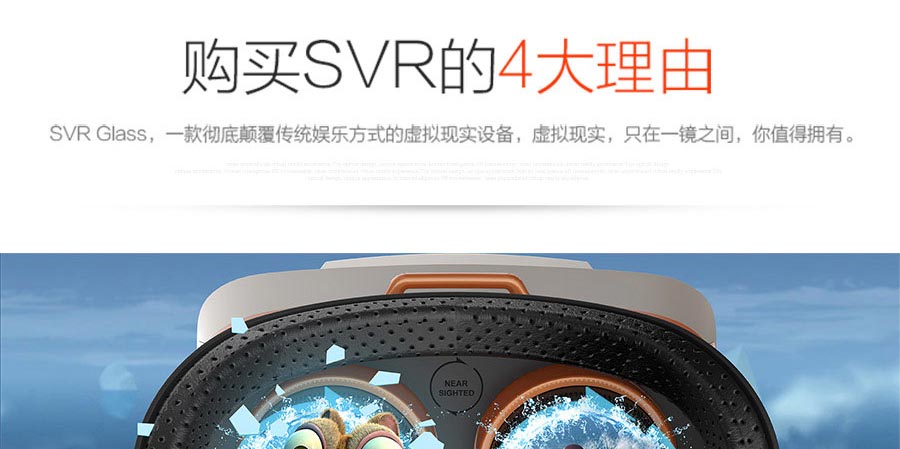 购买SVR的4大理由
SVR Glass，一款彻底颠覆传统娱乐方式的虚拟现实设备，虚拟现实，只在一镜之间，你值得拥有。
NEAR
SIGHTED